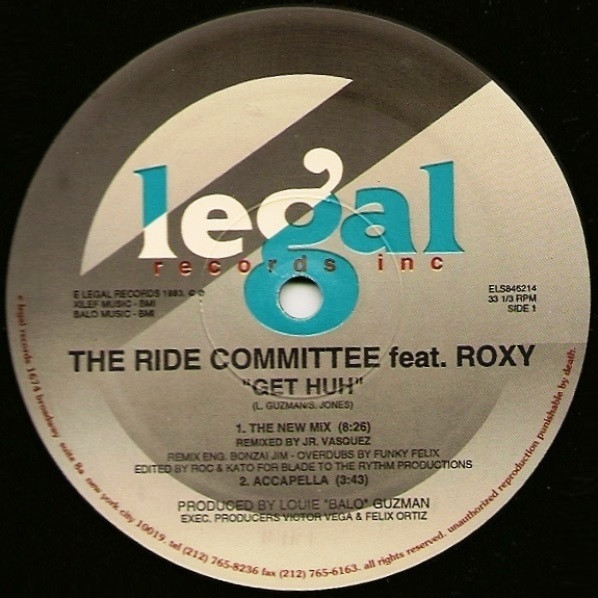 legal
records inc
E LEGAL RECORDS 1993. © ℗
XILEF MUSIC - BMI
BALO MUSIC - BMI
ELS846214
33 1/3 RPM
SIDE 1
THE RIDE COMMITTEE feat. ROXY
"GET HUH"
(L. GUZMAN/S. JONES)
1. THE NEW MIX (8:26)
REMIXED BY JR. VASQUEZ
REMIX ENG. BONZAI JIM - OVERDUBS BY FUNKY FELIX
EDITED BY ROC & KATO FOR BLADE TO THE RYTHM PRODUCTIONS
2. ACCAPELLA (3:43)
PRODUCED BY LOUIE "BALO" GUZMAN
EXEC. PRODUCERS VICTOR VEGA & FELIX ORTIZ
e legal records 1674 broadway suite 8a new york city 10019. tel (212) 765-8236 fax (212) 765-6163. all rights reserved. unauthorized reproduction punishable by death.